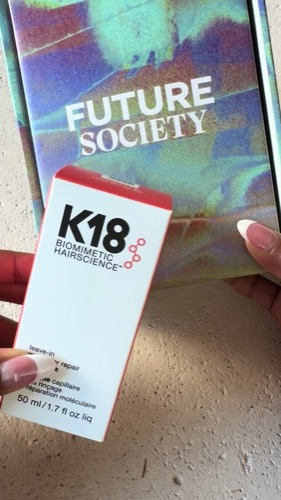 FUTURE
SOCIETY
K18
BIOMIMETIC
HAIRSCIENCE
leave-in
repair
capillaire
rinçage
réparation moléculaire
50 ml/1.7 fl oz liq